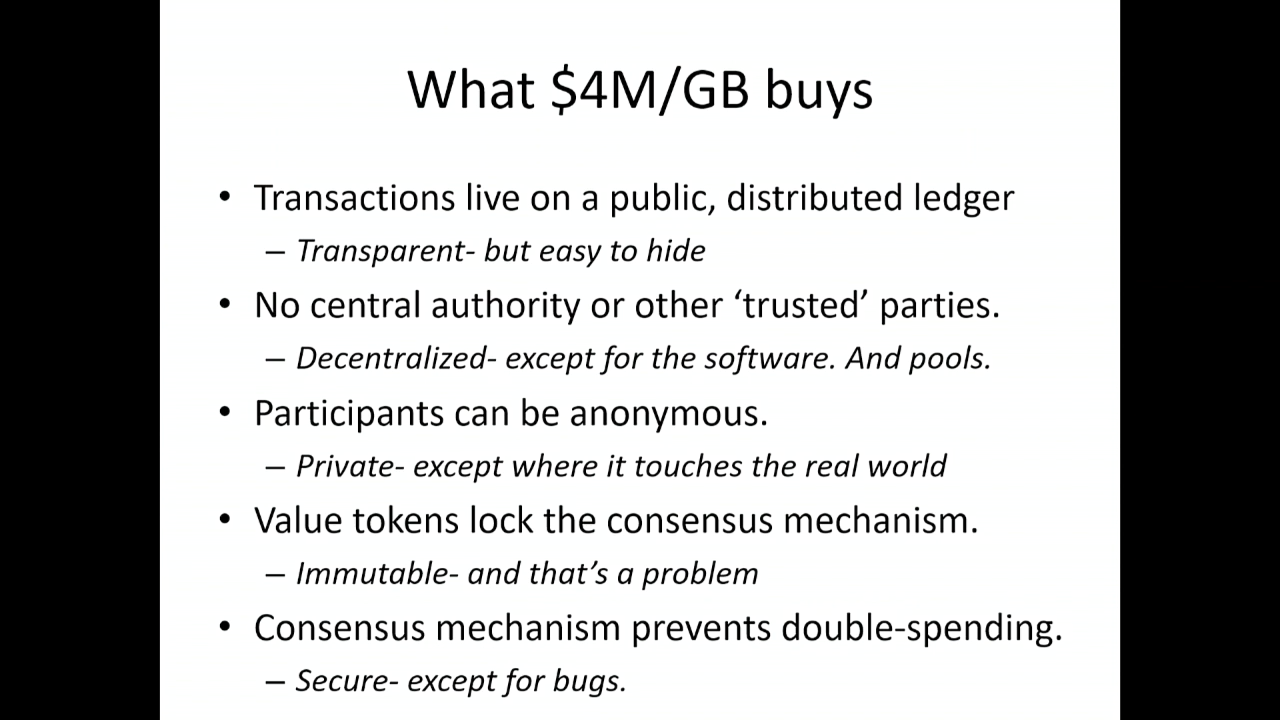 What $4M/GB buys
• Transactions live on a public, distributed ledger
– Transparent- but easy to hide
• No central authority or other ‘trusted’ parties.
– Decentralized- except for the software. And pools.
• Participants can be anonymous.
– Private- except where it touches the real world
• Value tokens lock the consensus mechanism.
– Immutable- and that’s a problem
• Consensus mechanism prevents double-spending.
– Secure- except for bugs.